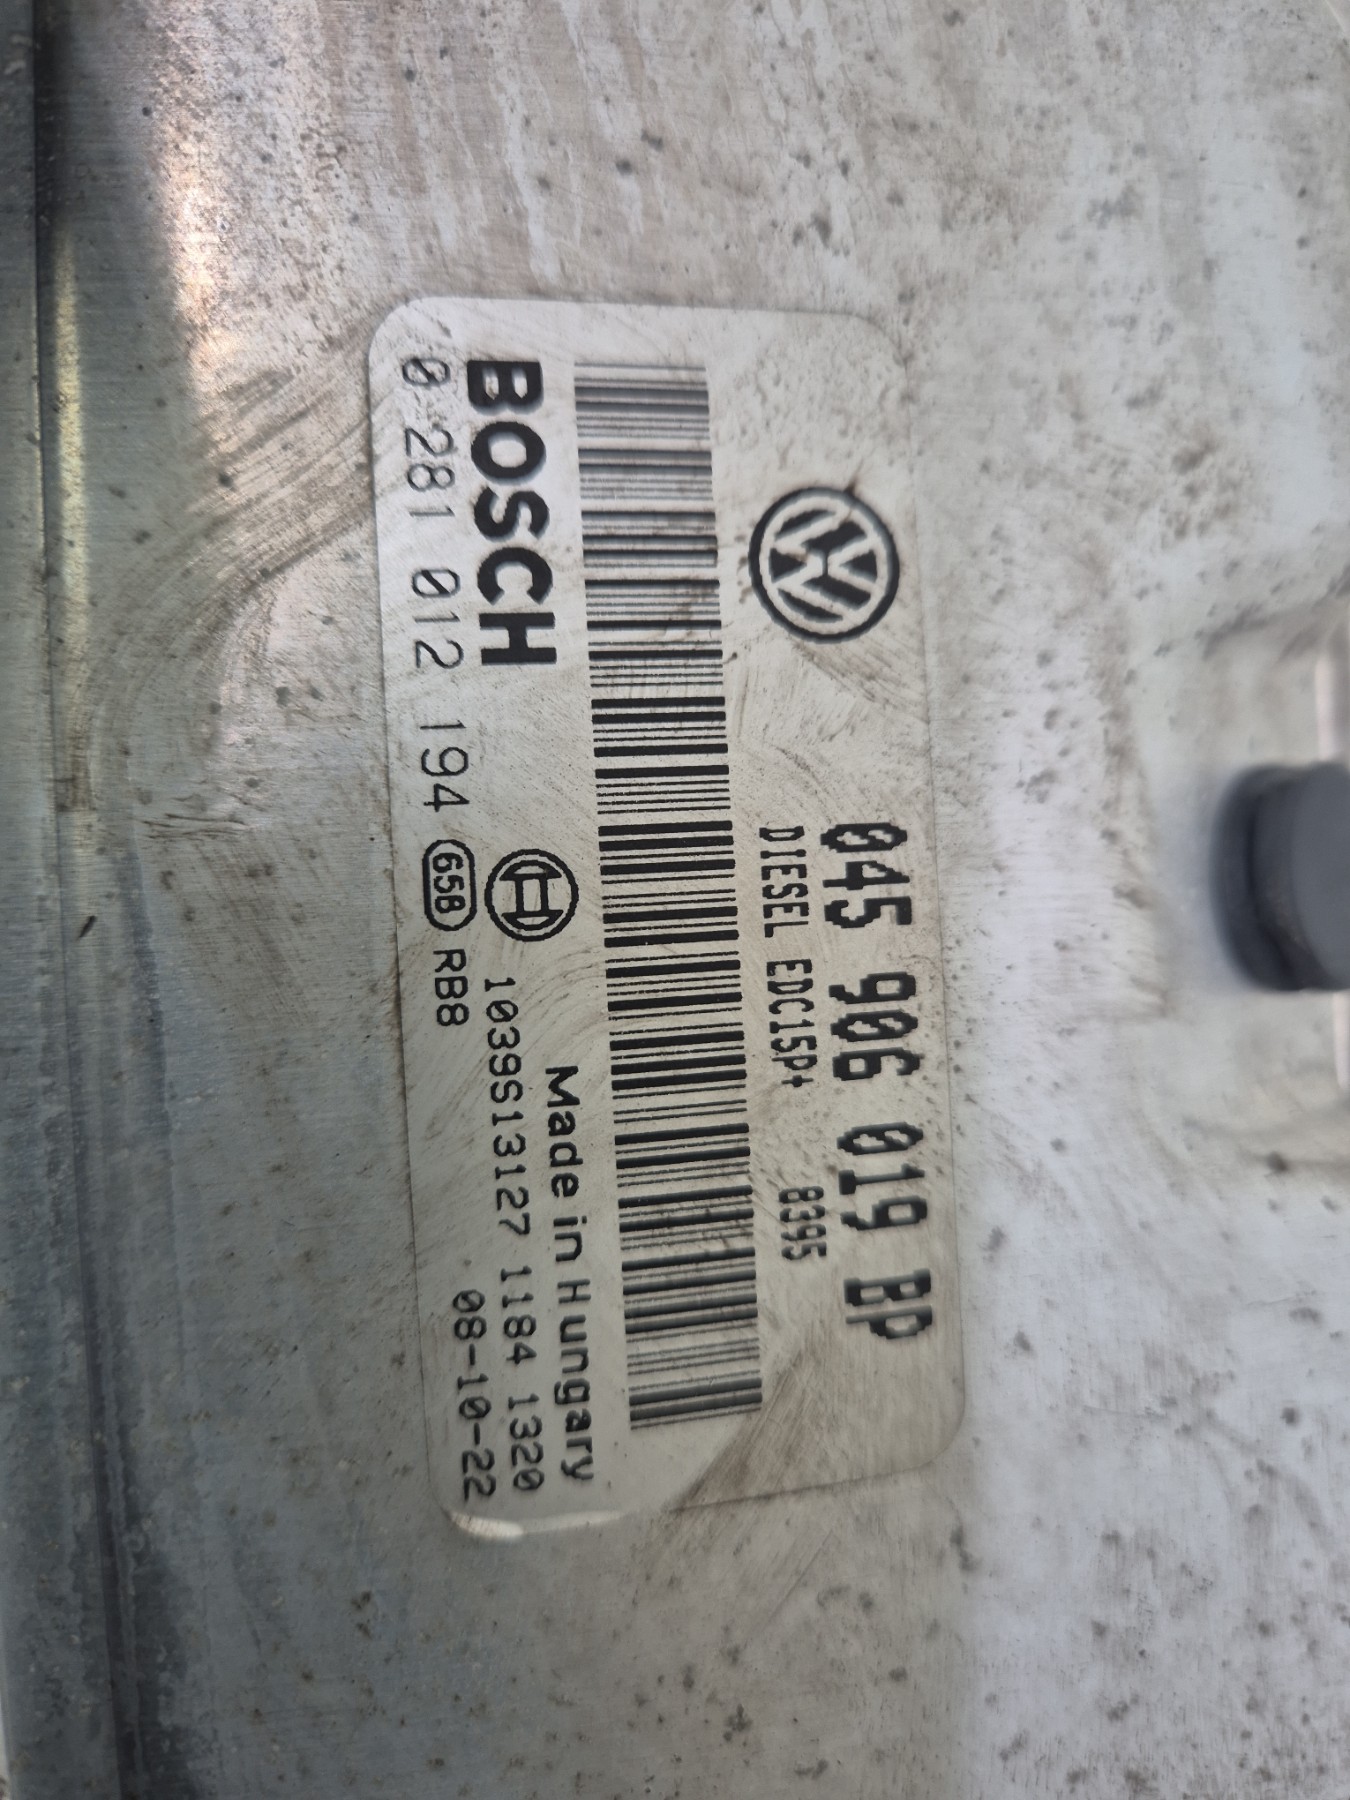 045 906 019 BP
DIESEL EDC15P+ 8395
BOSCH
Made in Hungary
1039S13127 1184 1320
0 281 012 194 65B RB8 08-10-22